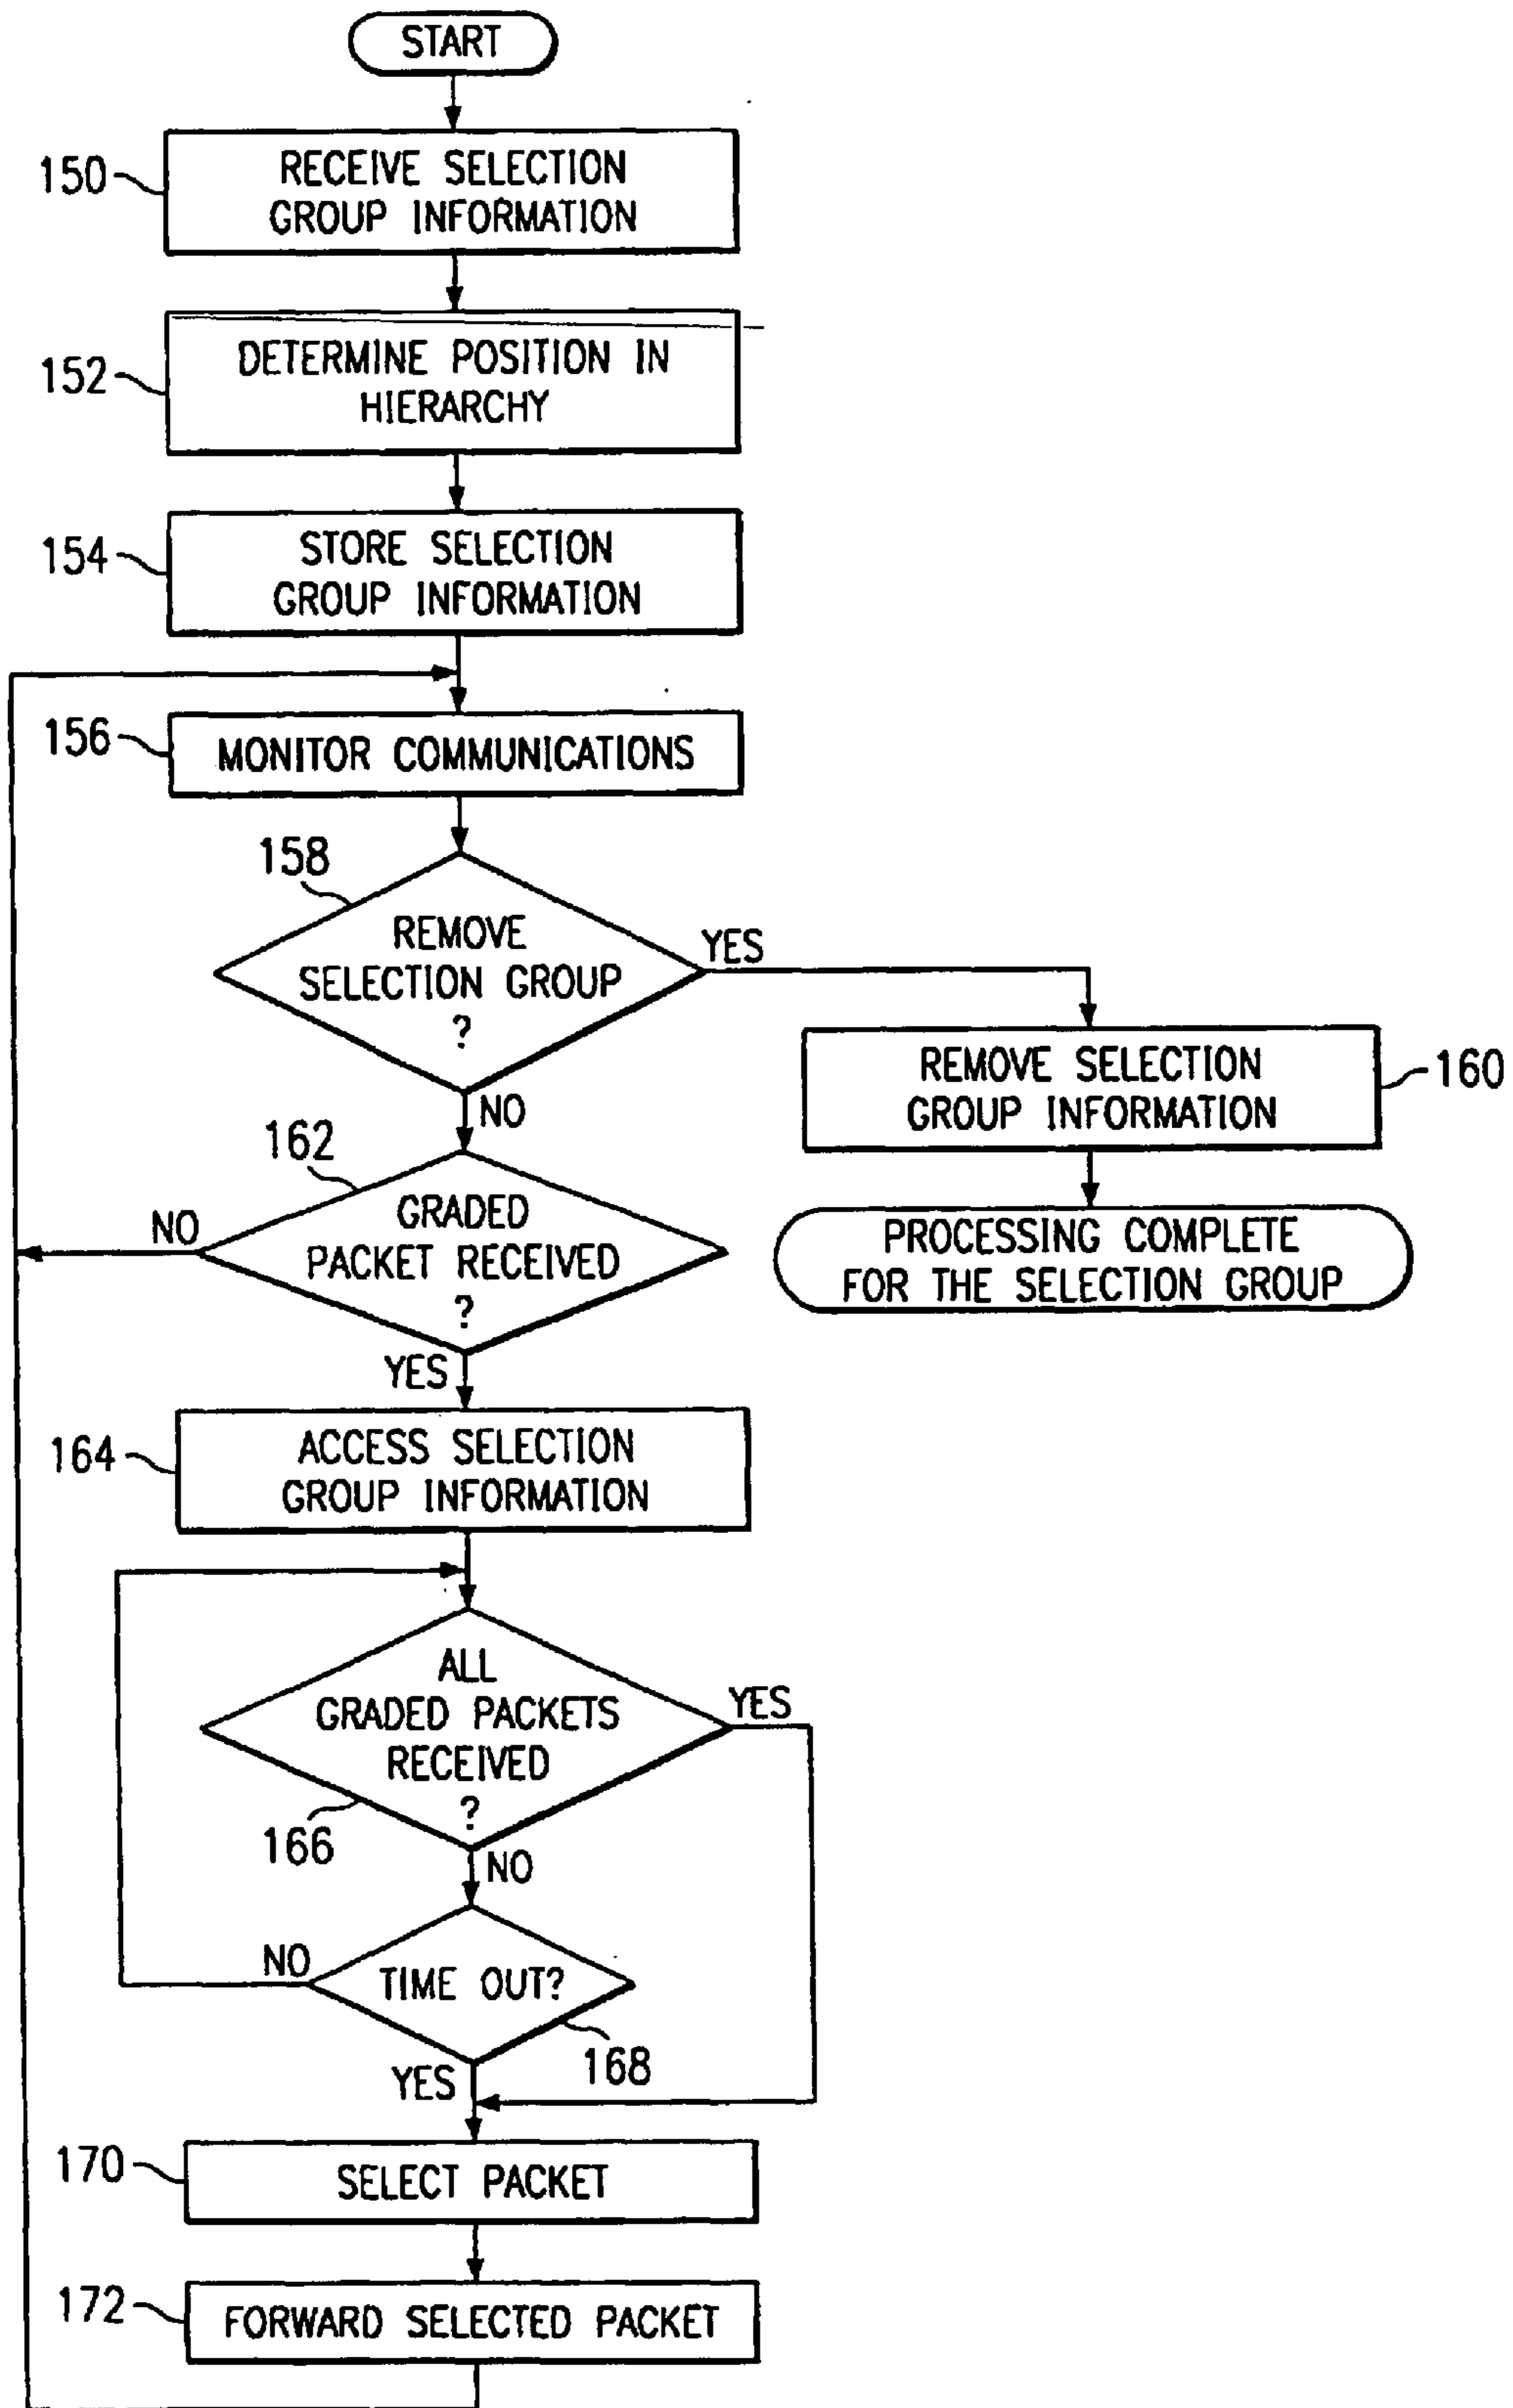 START
150
RECEIVE SELECTION
GROUP INFORMATION
152
DETERMINE POSITION IN
HIERARCHY
154
STORE SELECTION
GROUP INFORMATION
156
MONITOR COMMUNICATIONS
158
REMOVE
SELECTION GROUP
?
YES
NO
REMOVE SELECTION
GROUP INFORMATION
160
PROCESSING COMPLETE
FOR THE SELECTION GROUP
162
GRADED
PACKET RECEIVED
?
NO
YES
164
ACCESS SELECTION
GROUP INFORMATION
ALL
GRADED PACKETS
RECEIVED
?
YES
166
NO
TIME OUT?
NO
168
YES
170
SELECT PACKET
172
FORWARD SELECTED PACKET